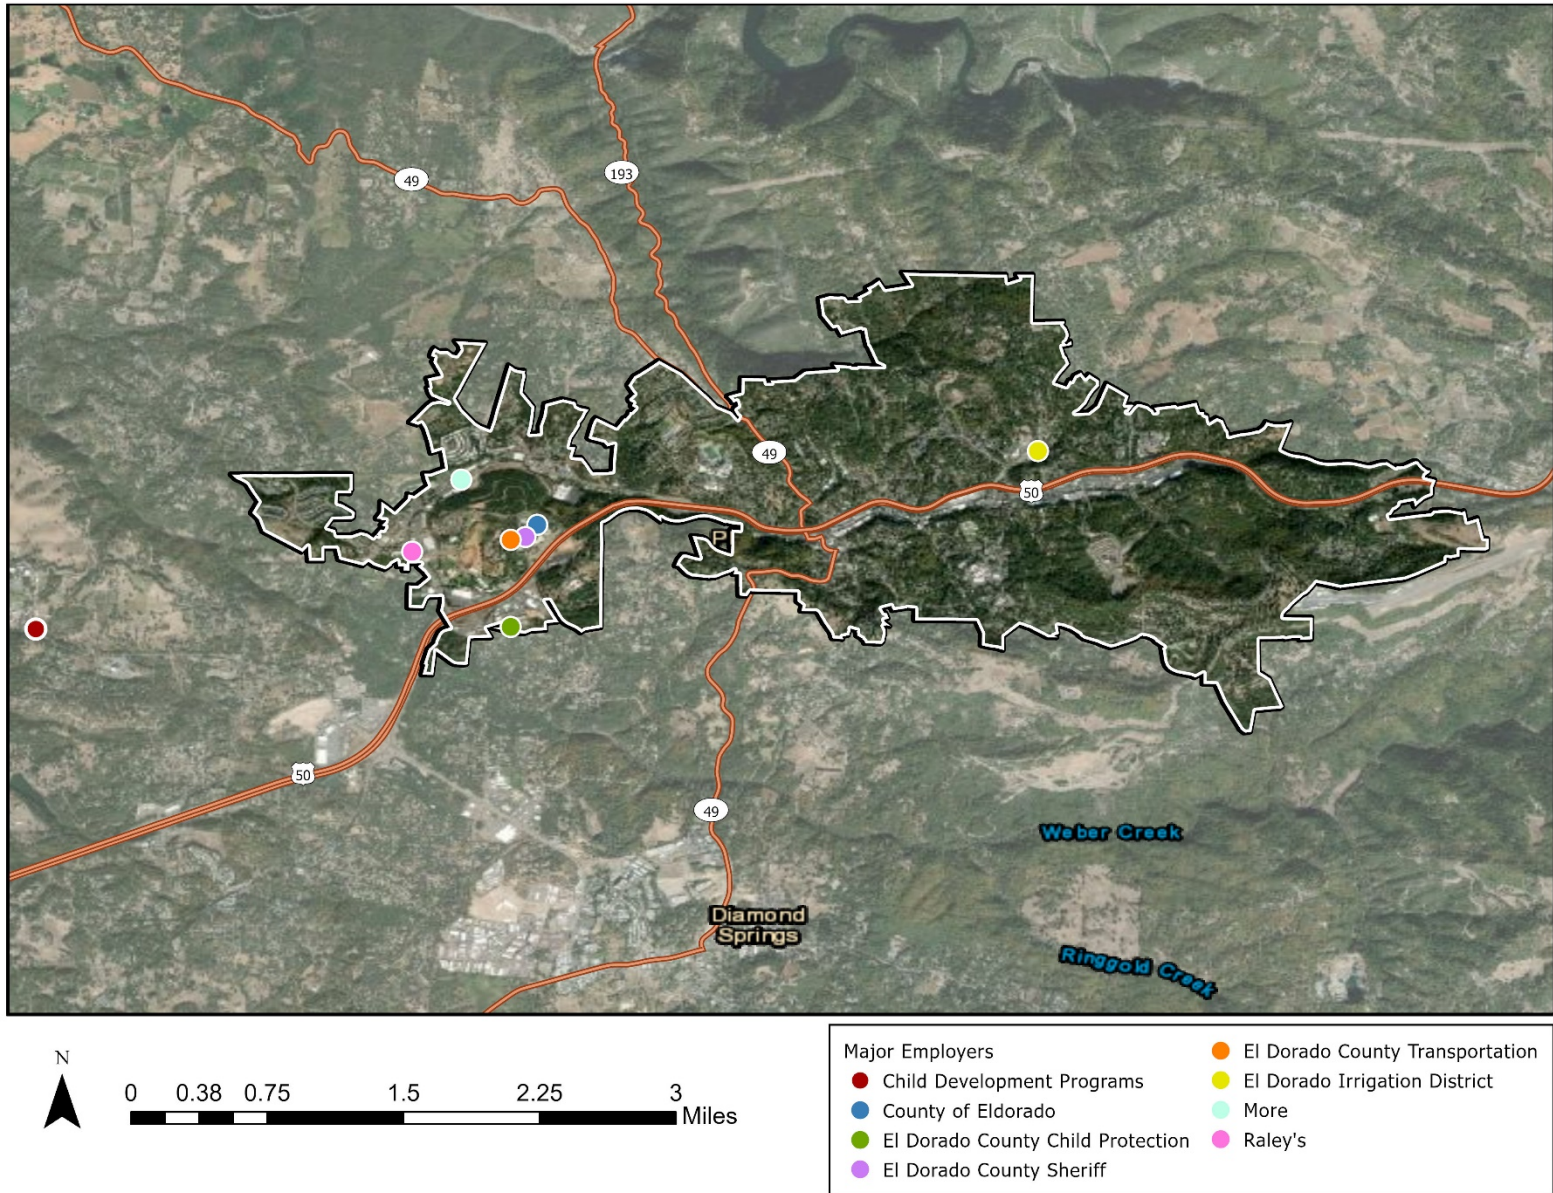 49
193
49
50
P
50
49
Weber Creek
Diamond
Springs
Ringgold Creek
N
0 0.38 0.75 1.5 2.25 3
Miles
Major Employers
Child Development Programs
County of Eldorado
El Dorado County Child Protection
El Dorado County Sheriff
El Dorado County Transportation
El Dorado Irrigation District
More
Raley's